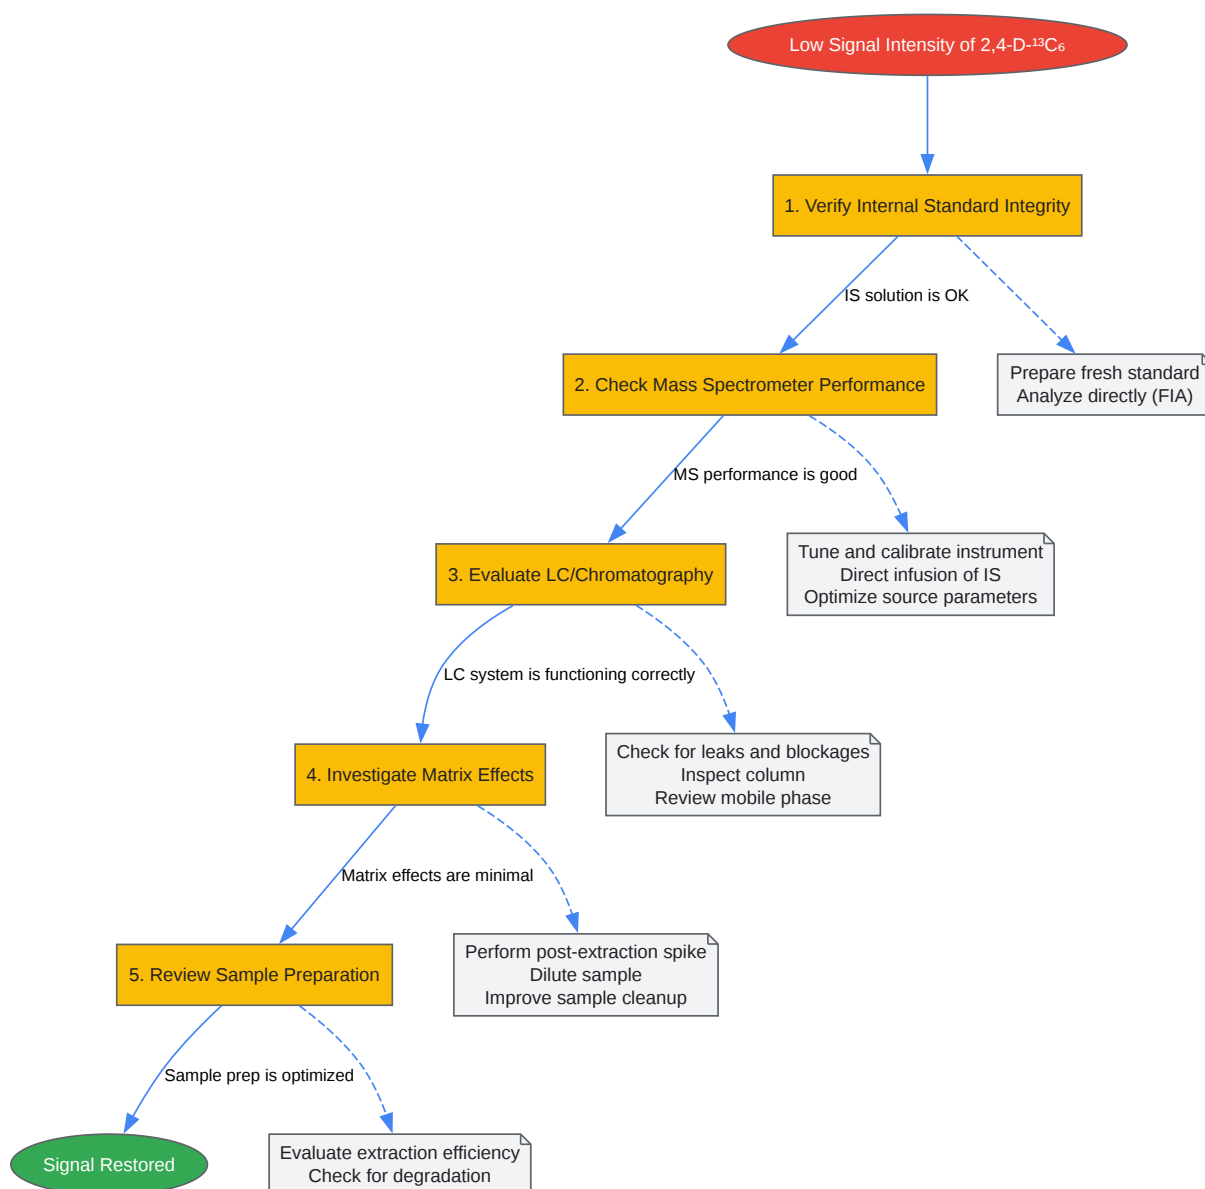 Low Signal Intensity of 2,4-D-¹³C₆
1. Verify Internal Standard Integrity
IS solution is OK
2. Check Mass Spectrometer Performance
Prepare fresh standard
Analyze directly (FIA)
MS performance is good
3. Evaluate LC/Chromatography
Tune and calibrate instrument
Direct infusion of IS
Optimize source parameters
LC system is functioning correctly
4. Investigate Matrix Effects
Check for leaks and blockages
Inspect column
Review mobile phase
Matrix effects are minimal
5. Review Sample Preparation
Perform post-extraction spike
Dilute sample
Improve sample cleanup
Sample prep is optimized
Signal Restored
Evaluate extraction efficiency
Check for degradation